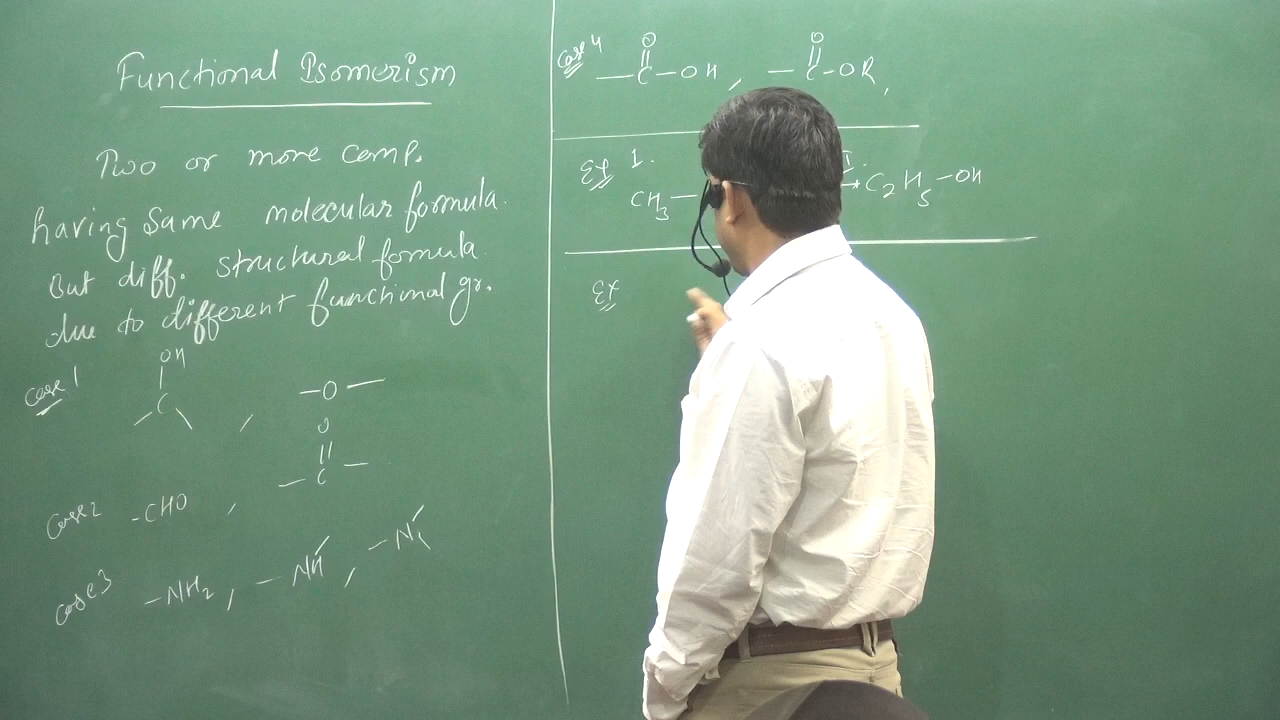 Functional Isomerism
Two or more comp.
having same molecular formula.
But diff. structural formula
due to different functional gr.
Case 1
OH
C
,
-O-
Case 2
-CHO ,
O
||
-C-
Case 3
-NH2, -NH, -N
Case 4
O
||
-C-OH ,
O
||
-C-OR,
Ex I.
CH3-
I.
C2H5-OH
Ex